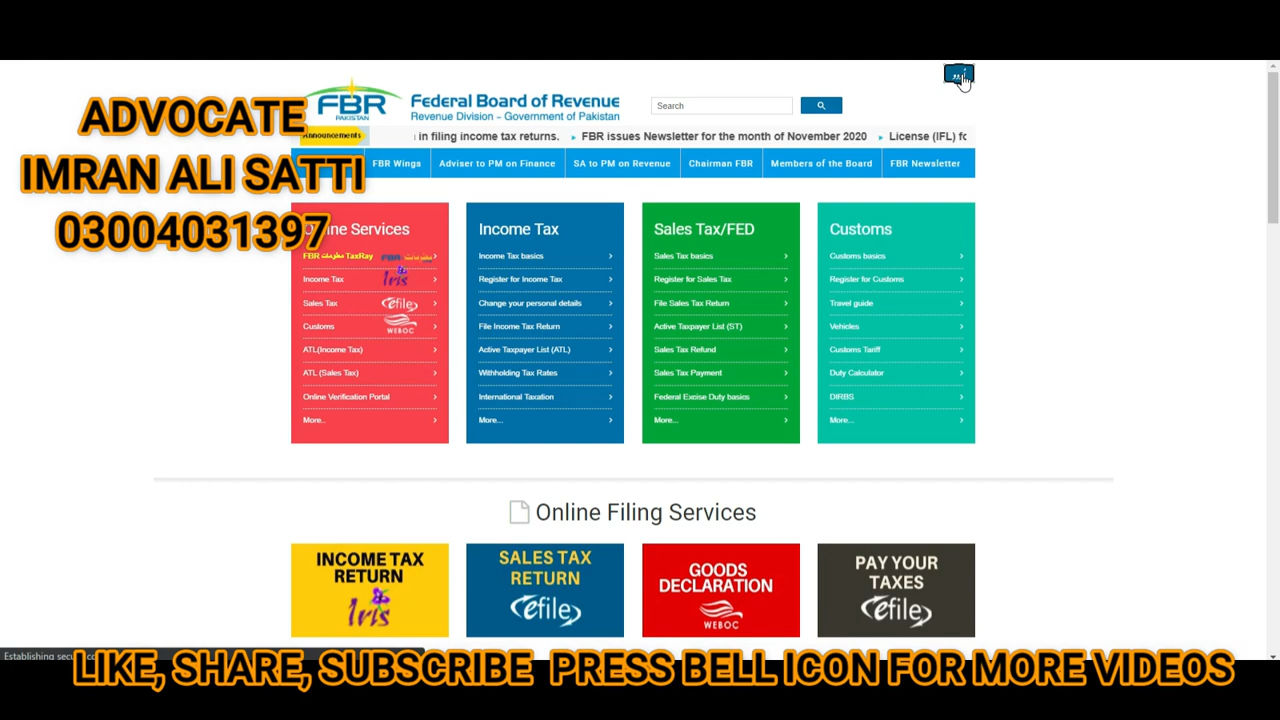 اُردو
FBR
PAKISTAN
Federal Board of Revenue
Revenue Division - Government of Pakistan
Search
ADVOCATE
IMRAN ALI SATTI
03004031397
Announcements
in filing income tax returns. ▸ FBR issues Newsletter for the month of November 2020 ▸ License (IFL) fo
FBR Wings
Adviser to PM on Finance
SA to PM on Revenue
Chairman FBR
Members of the Board
FBR Newsletter
Services
FBR معلومات TaxRay
Income Tax
Iris
Sales Tax
efile
Customs
WEBOC
ATL(Income Tax)
ATL (Sales Tax)
Online Verification Portal
More..
Income Tax
Income Tax basics
Register for Income Tax
Change your personal details
File Income Tax Return
Active Taxpayer List (ATL)
Withholding Tax Rates
International Taxation
More...
Sales Tax/FED
Sales Tax basics
Register for Sales Tax
File Sales Tax Return
Active Taxpayer List (ST)
Sales Tax Refund
Sales Tax Payment
Federal Excise Duty basics
More...
Customs
Customs basics
Register for Customs
Travel guide
Vehicles
Customs Tariff
Duty Calculator
DIRBS
More...
Online Filing Services
INCOME TAX
RETURN
Iris
SALES TAX
RETURN
efile
GOODS
DECLARATION
WEBOC
PAY YOUR
TAXES
efile
Establishing
LIKE, SHARE, SUBSCRIBE PRESS BELL ICON FOR MORE VIDEOS